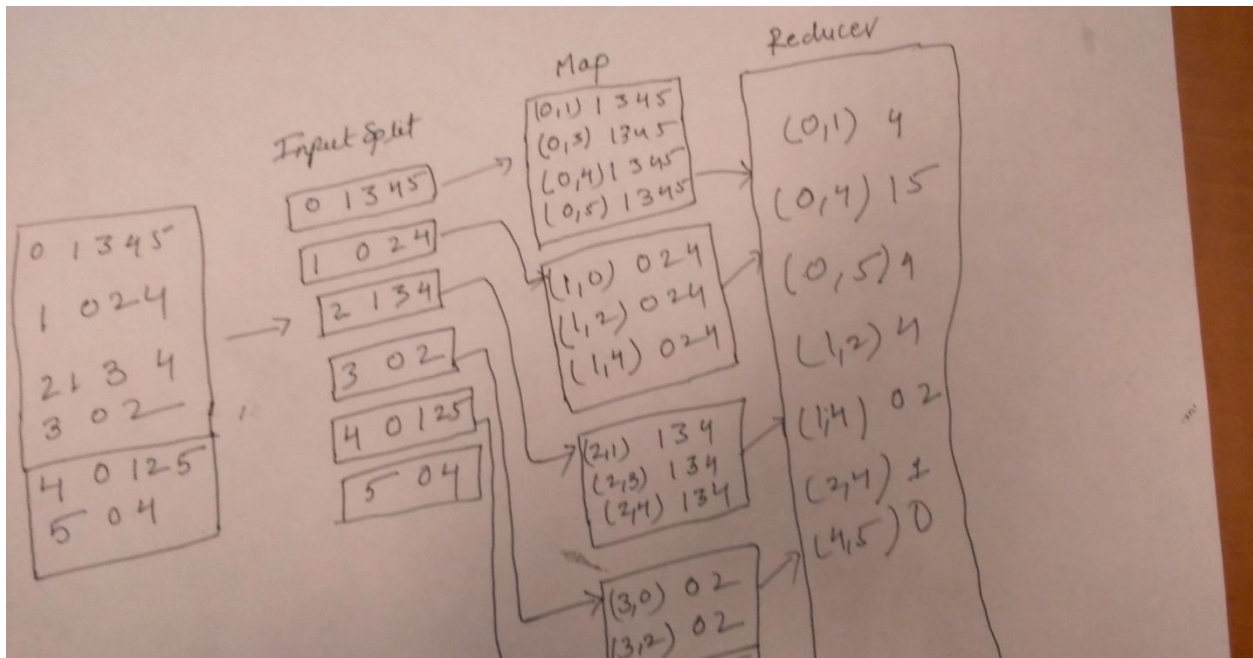 0 1 3 4 5
1 0 2 4
2 1 3 4
3 0 2
4 0 1 2 5
5 0 4
Input Split
0 1 3 4 5
1 0 2 4
2 1 3 4
3 0 2
4 0 1 2 5
5 0 4
Map
(0,1) 1 3 4 5
(0,3) 1 3 4 5
(0,4) 1 3 4 5
(0,5) 1 3 4 5
(1,0) 0 2 4
(1,2) 0 2 4
(1,4) 0 2 4
(2,1) 1 3 4
(2,3) 1 3 4
(2,4) 1 3 4
(3,0) 0 2
(3,2) 0 2
Reducer
(0,1) 4
(0,4) 1 5
(0,5) 4
(1,2) 4
(1,4) 0 2
(2,4) 1
(4,5) 0